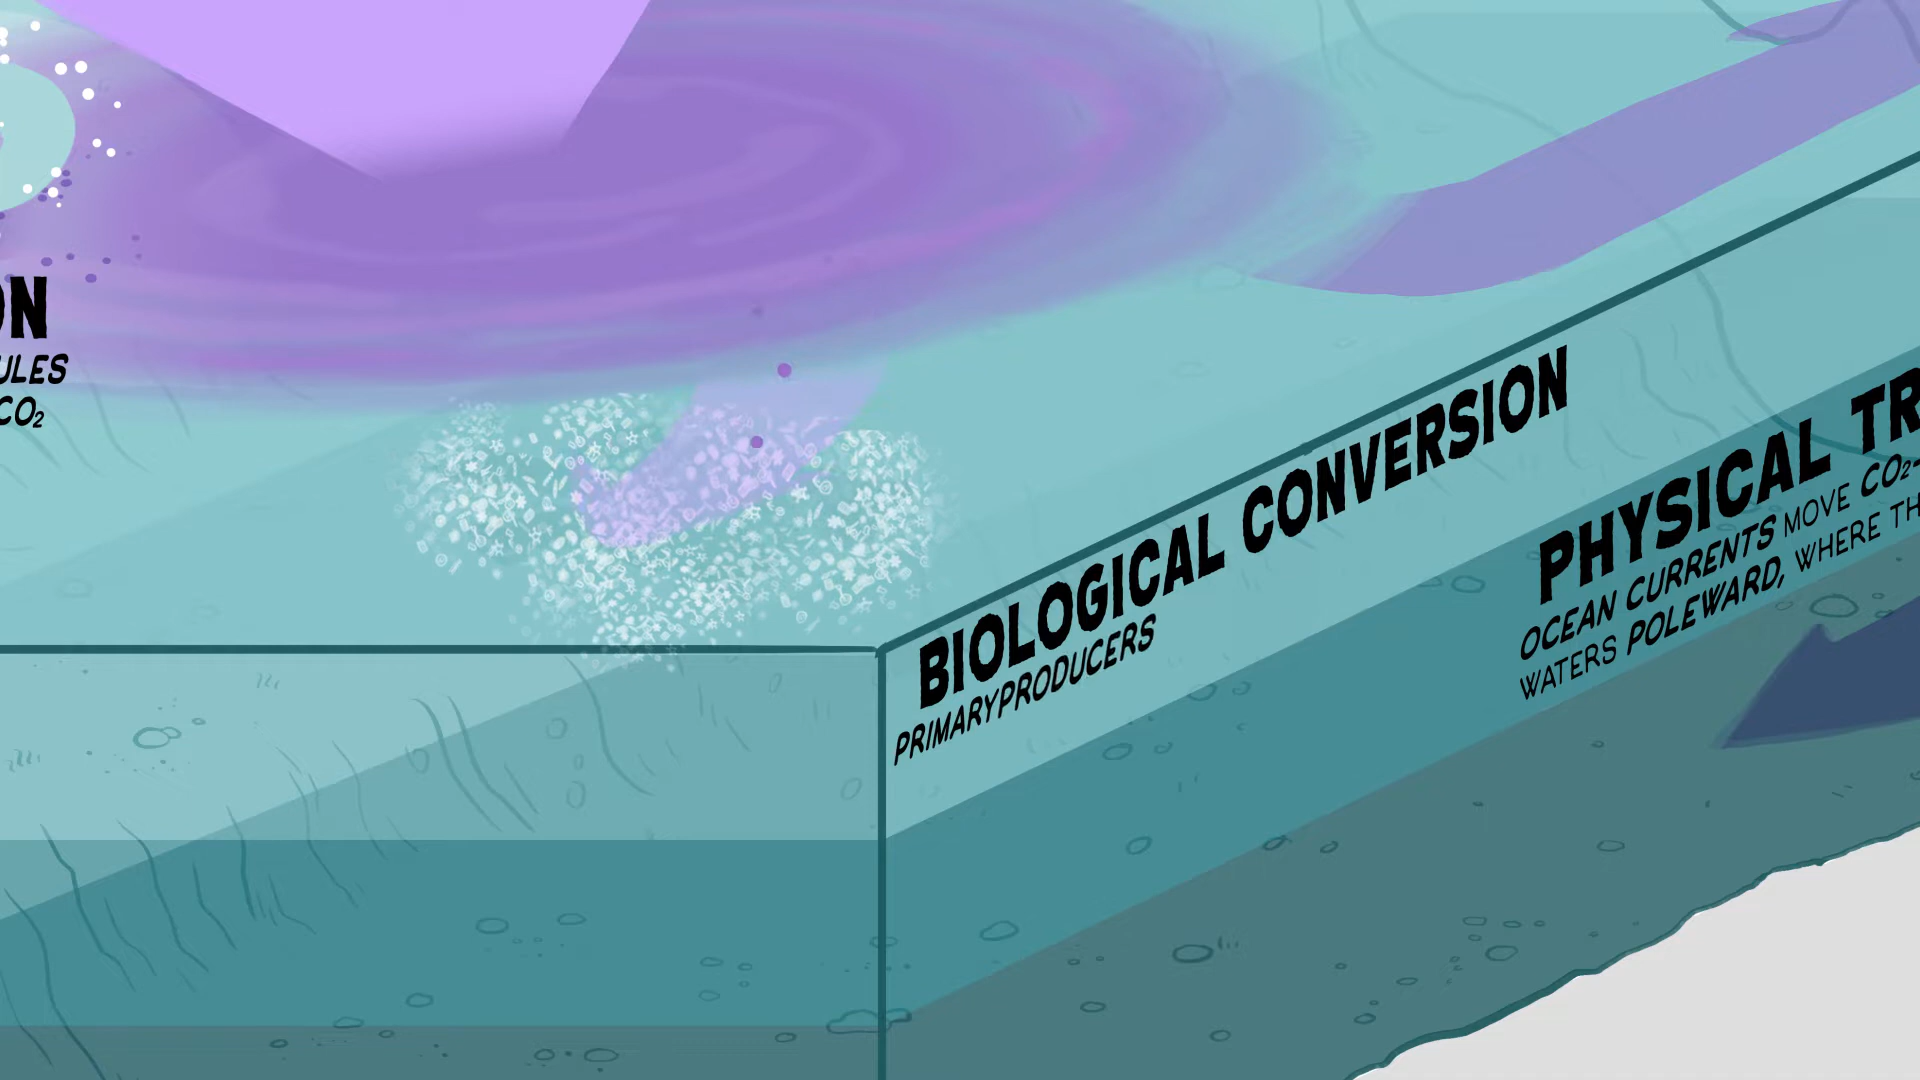 ON
ULES
CO₂
BIOLOGICAL CONVERSION
PRIMARYPRODUCERS
PHYSICAL TR
OCEAN CURRENTS MOVE CO₂-
WATERS POLEWARD, WHERE TH